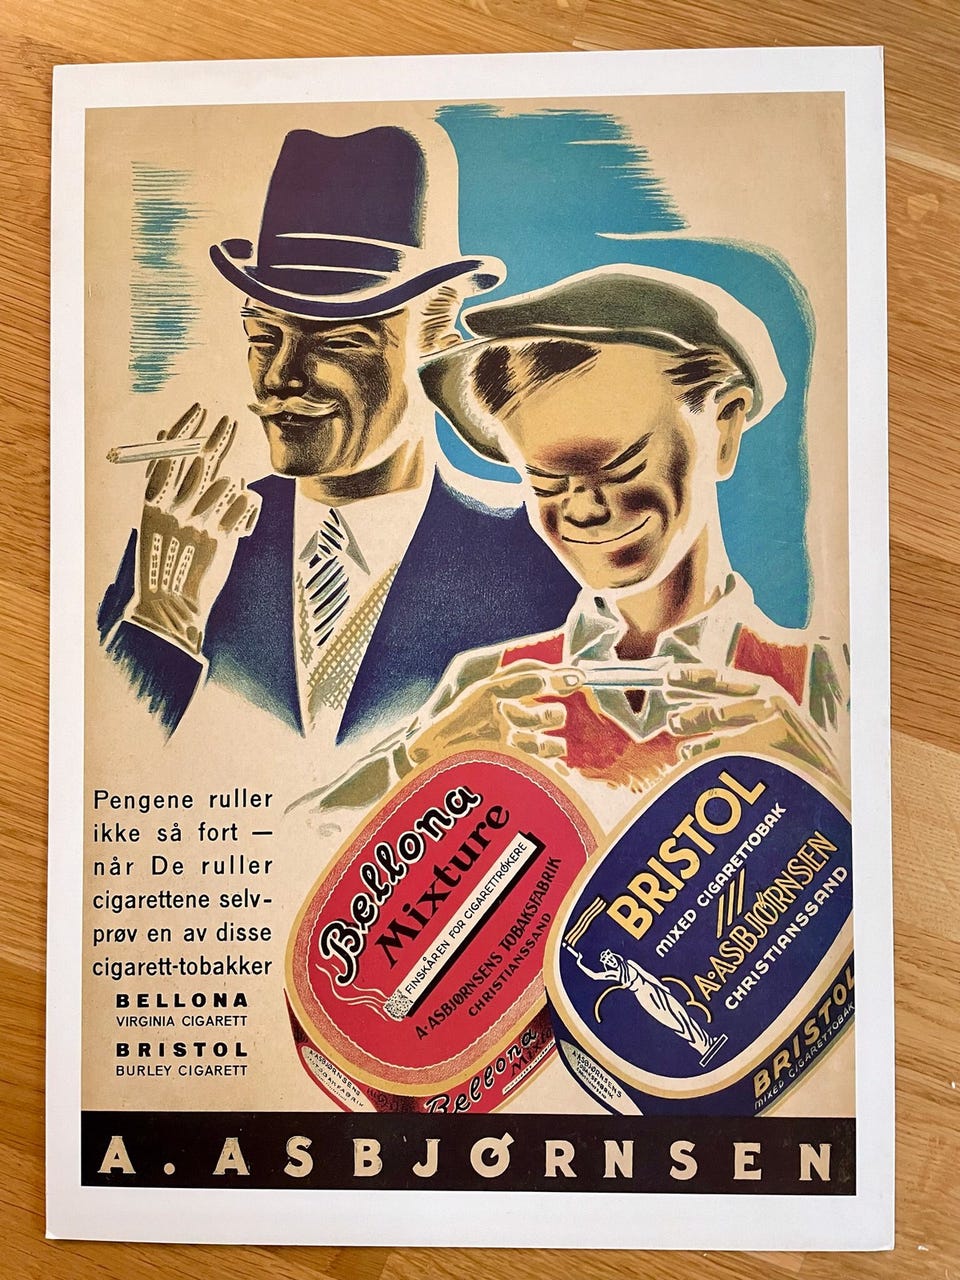 Pengene ruller
ikke så fort —
når De ruller
cigarettene selv-
prøv en av disse
cigarett-tobakker
BELLONA
VIRGINIA CIGARETT
BRISTOL
BURLEY CIGARETT
Bellona
Mixture
FINSKÅREN FOR CIGARETTRØKERE
A·ASBJØRNSENS TOBAKSFABRIK
CHRISTIANSSAND
Bellona
BRISTOL
MIXED CIGARETTOBAK
A·ASBJØRNSEN
CHRISTIANSSAND
BRISTOL
MIXED CIGARETTOBAK
A. ASBJØRNSEN